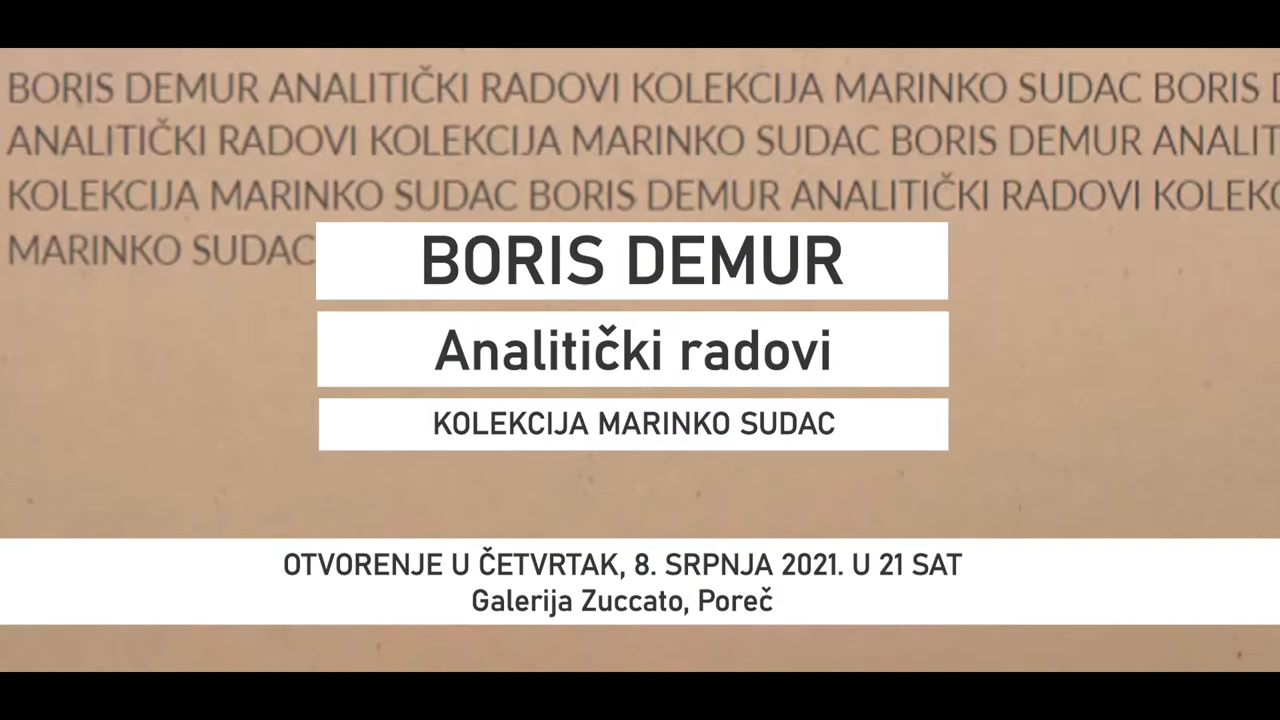 BORIS DEMUR ANALITIČKI RADOVI KOLEKCIJA MARINKO SUDAC BORIS
ANALITIČKI RADOVI KOLEKCIJA MARINKO SUDAC BORIS DEMUR
KOLEKCIJA MARINKO SUDAC BORIS DEMUR ANALITIČKI RADOVI
MARINKO SUDAC
BORIS DEMUR
Analitički radovi
KOLEKCIJA MARINKO SUDAC
OTVORENJE U ČETVRTAK, 8. SRPNJA 2021. U 21 SAT
Galerija Zuccato, Poreč